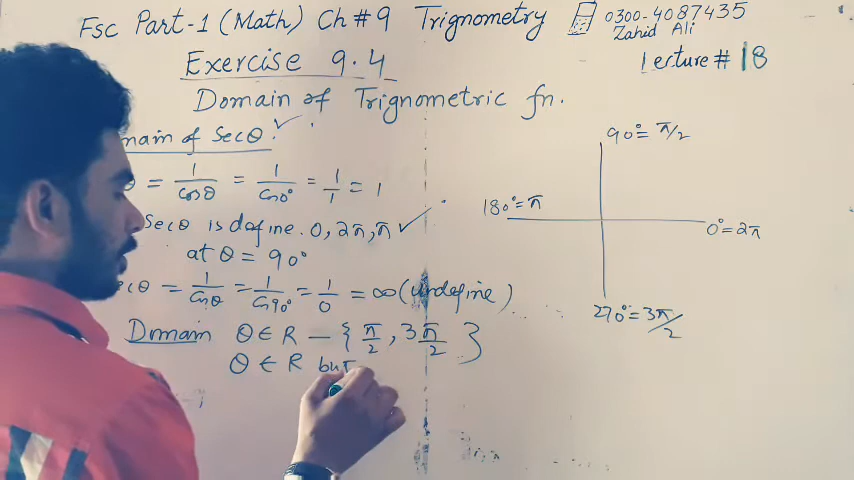 Fsc Part-1 (Math) Ch #9 Trignometry 0300-4087435
Zahid Ali
Exercise 9.4 Lecture # 18
Domain of Trignometric fn.
main of Secθ. ✓
θ = 1/Cosθ = 1/Cos0° = 1/1 = 1
Secθ is define. 0, 2π, π ✓
at θ = 90°
ecθ = 1/Cosθ = 1/Cos90° = 1/0 = ∞ (undefine)
Domain θ ∈ R − {π/2, 3π/2}
θ ∈ R but
90° = π/2
180° = π
0° = 2π
270° = 3π/2